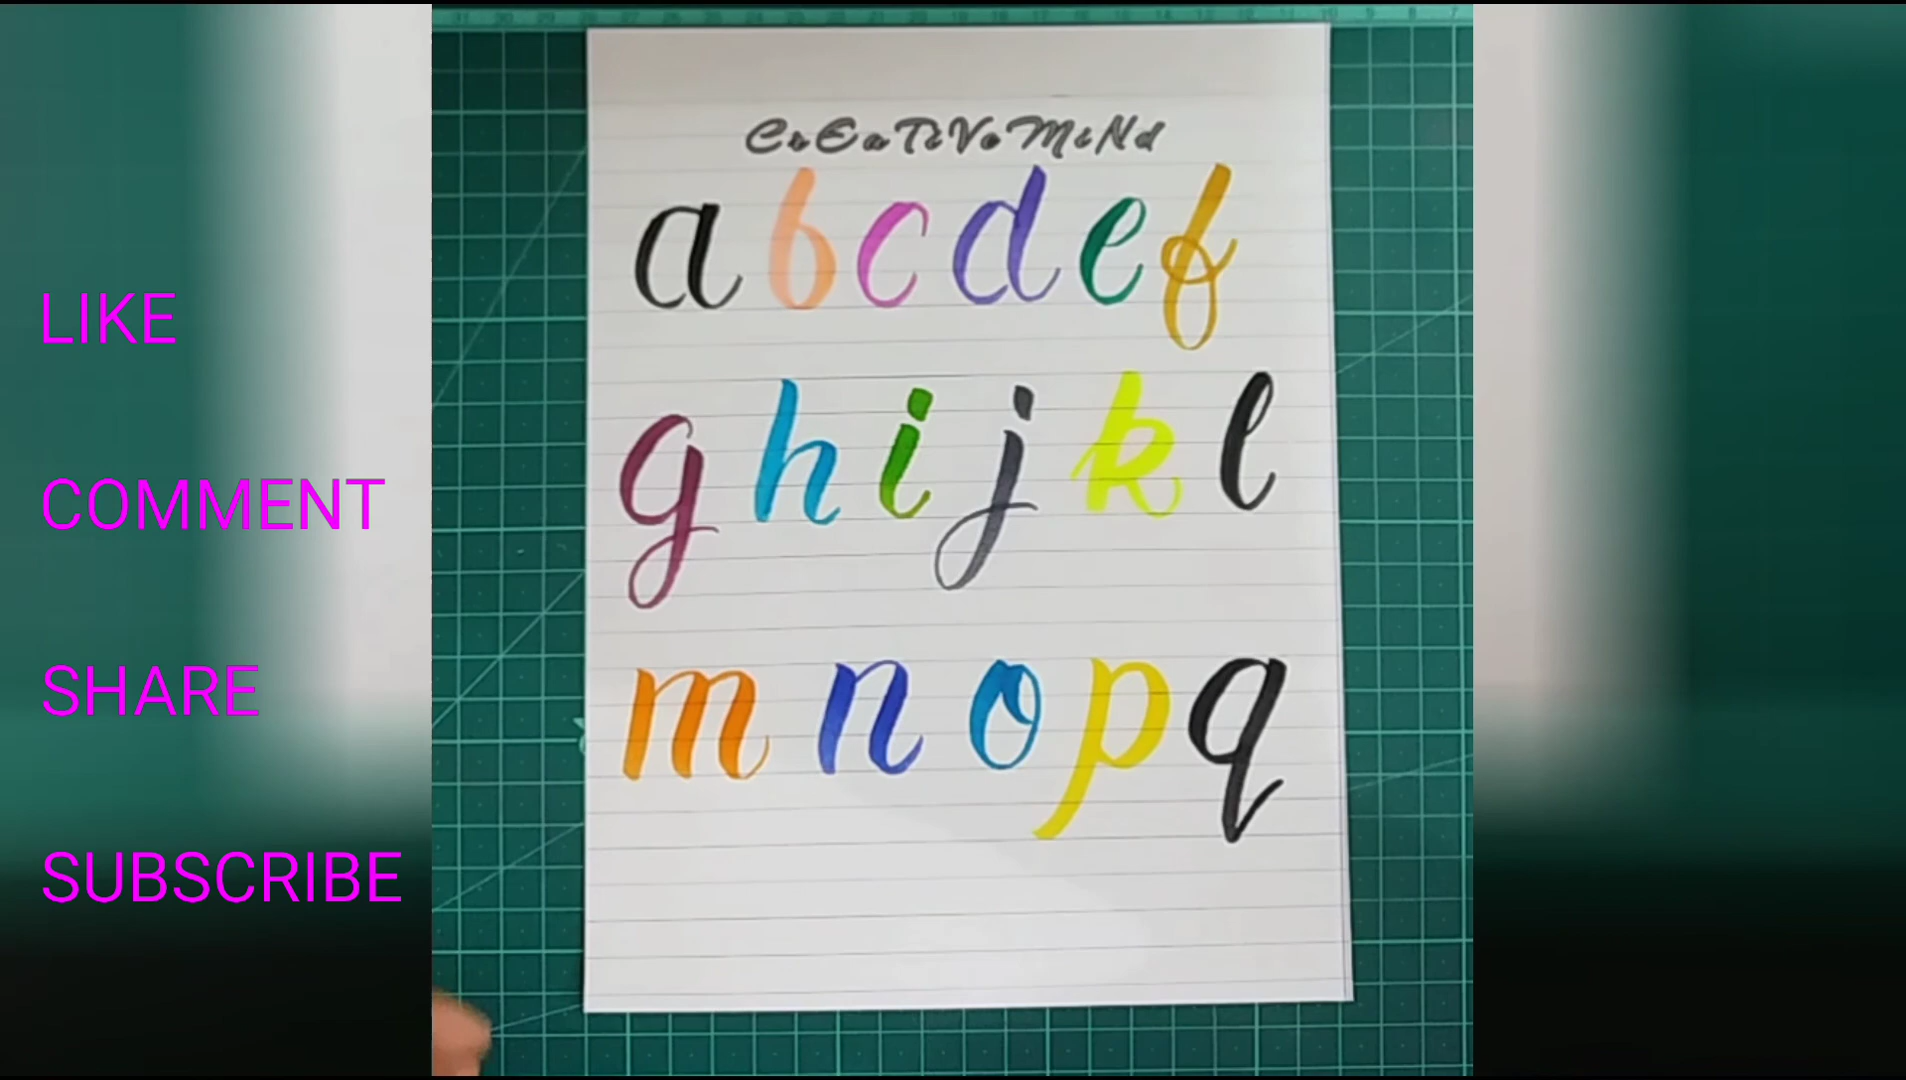 CrEaTiVe MiNd
a b c d e f
g h i j k l
m n o p q
LIKE
COMMENT
SHARE
SUBSCRIBE